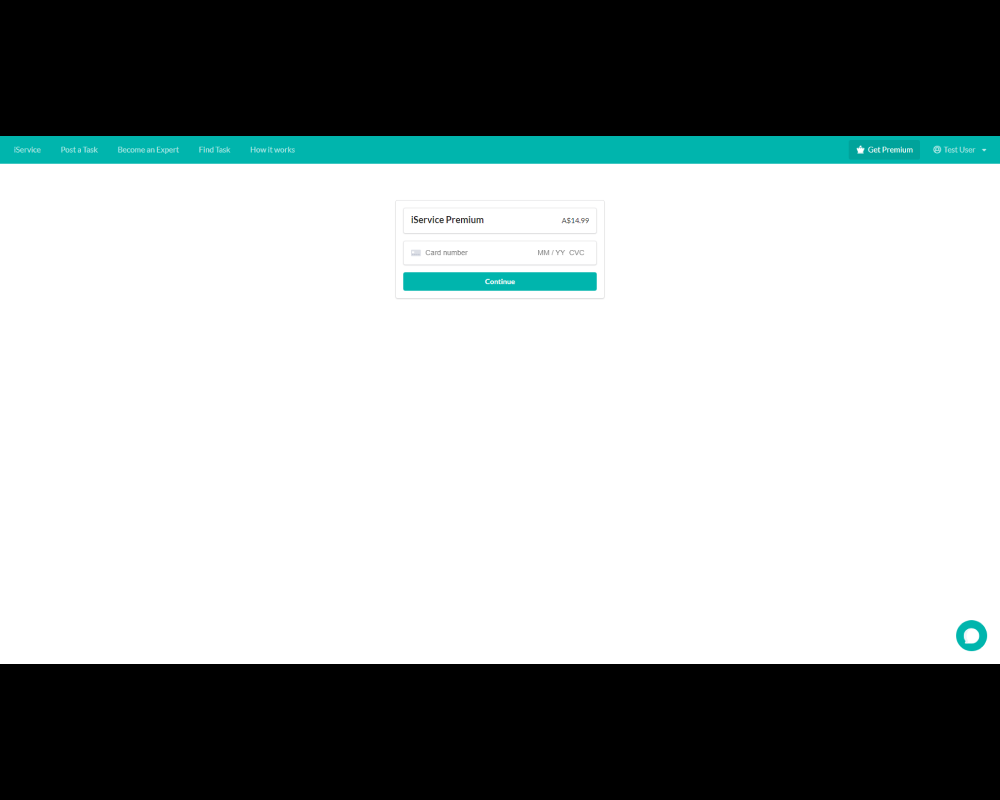 iService Post a Task Become an Expert Find Task How it works Get Premium Test User
iService Premium A$14.99
Card number MM / YY CVC
Continue